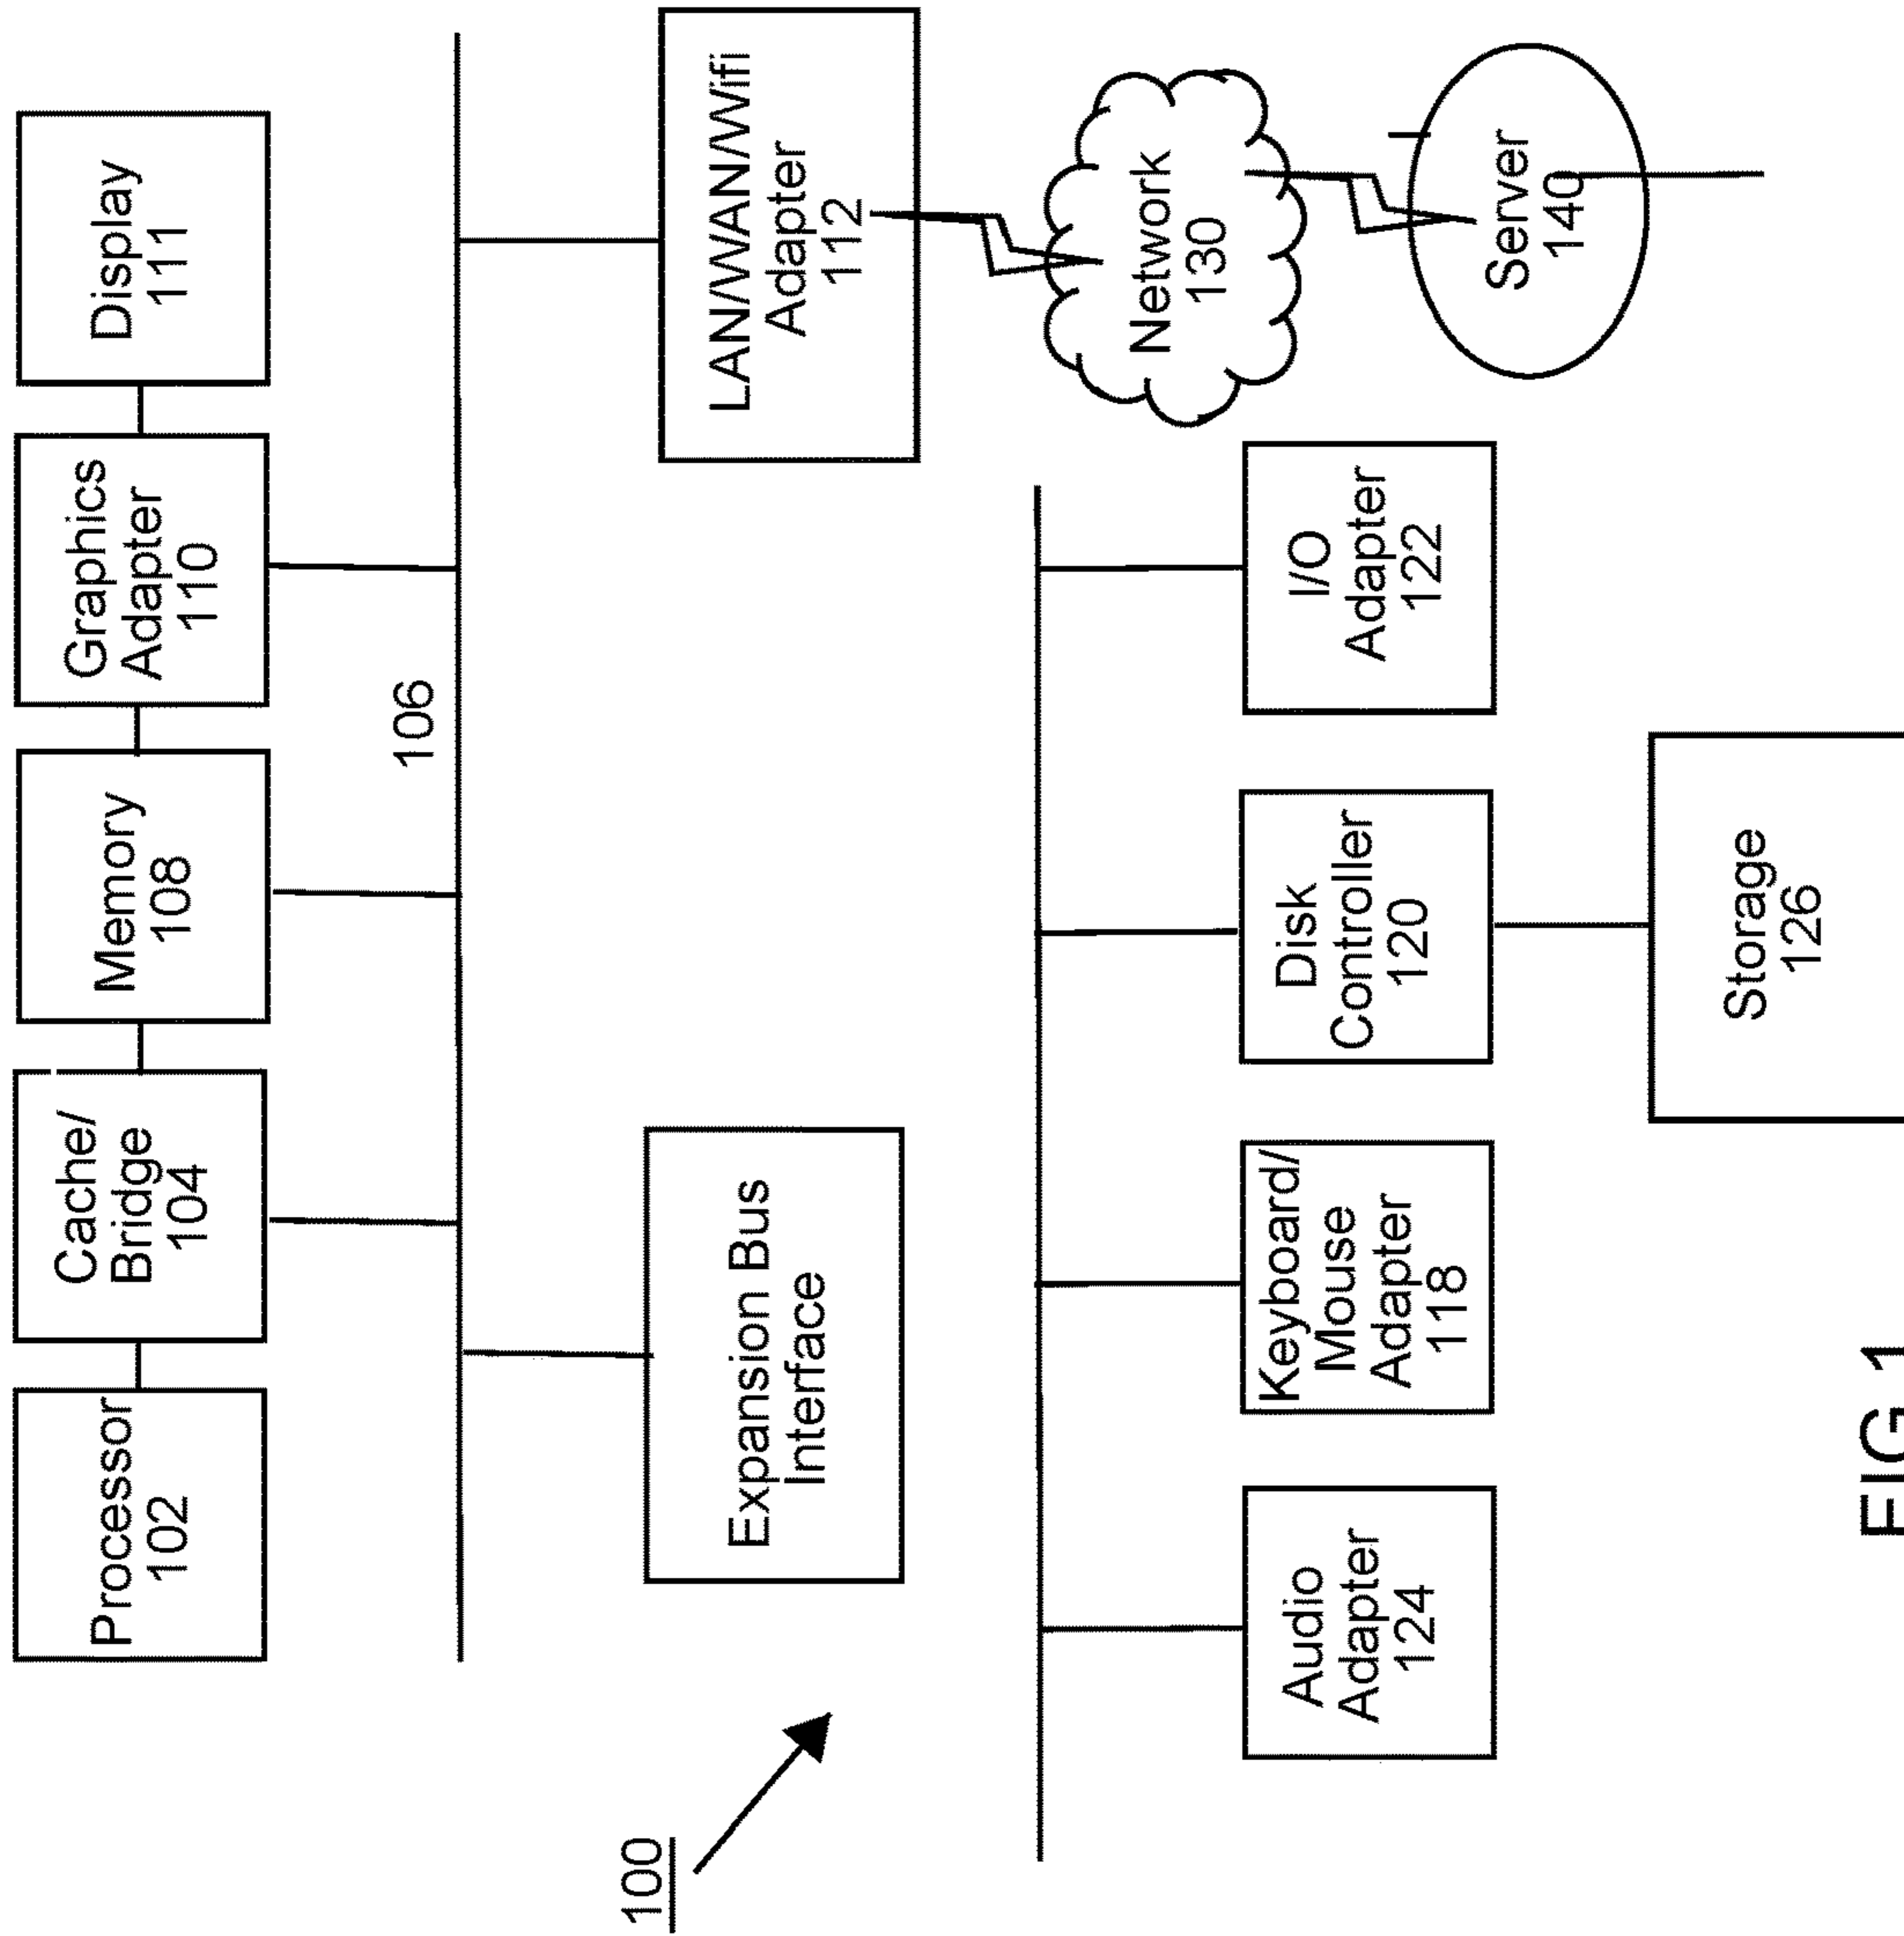 Processor
102
Cache/
Bridge
104
Memory
108
Graphics
Adapter
110
Display
111
106
100
Expansion Bus
Interface
LAN/WAN/Wifi
Adapter
112
Network
130
Server
140
Audio
Adapter
124
Keyboard/
Mouse
Adapter
118
Disk
Controller
120
I/O
Adapter
122
Storage
126
FIG 1